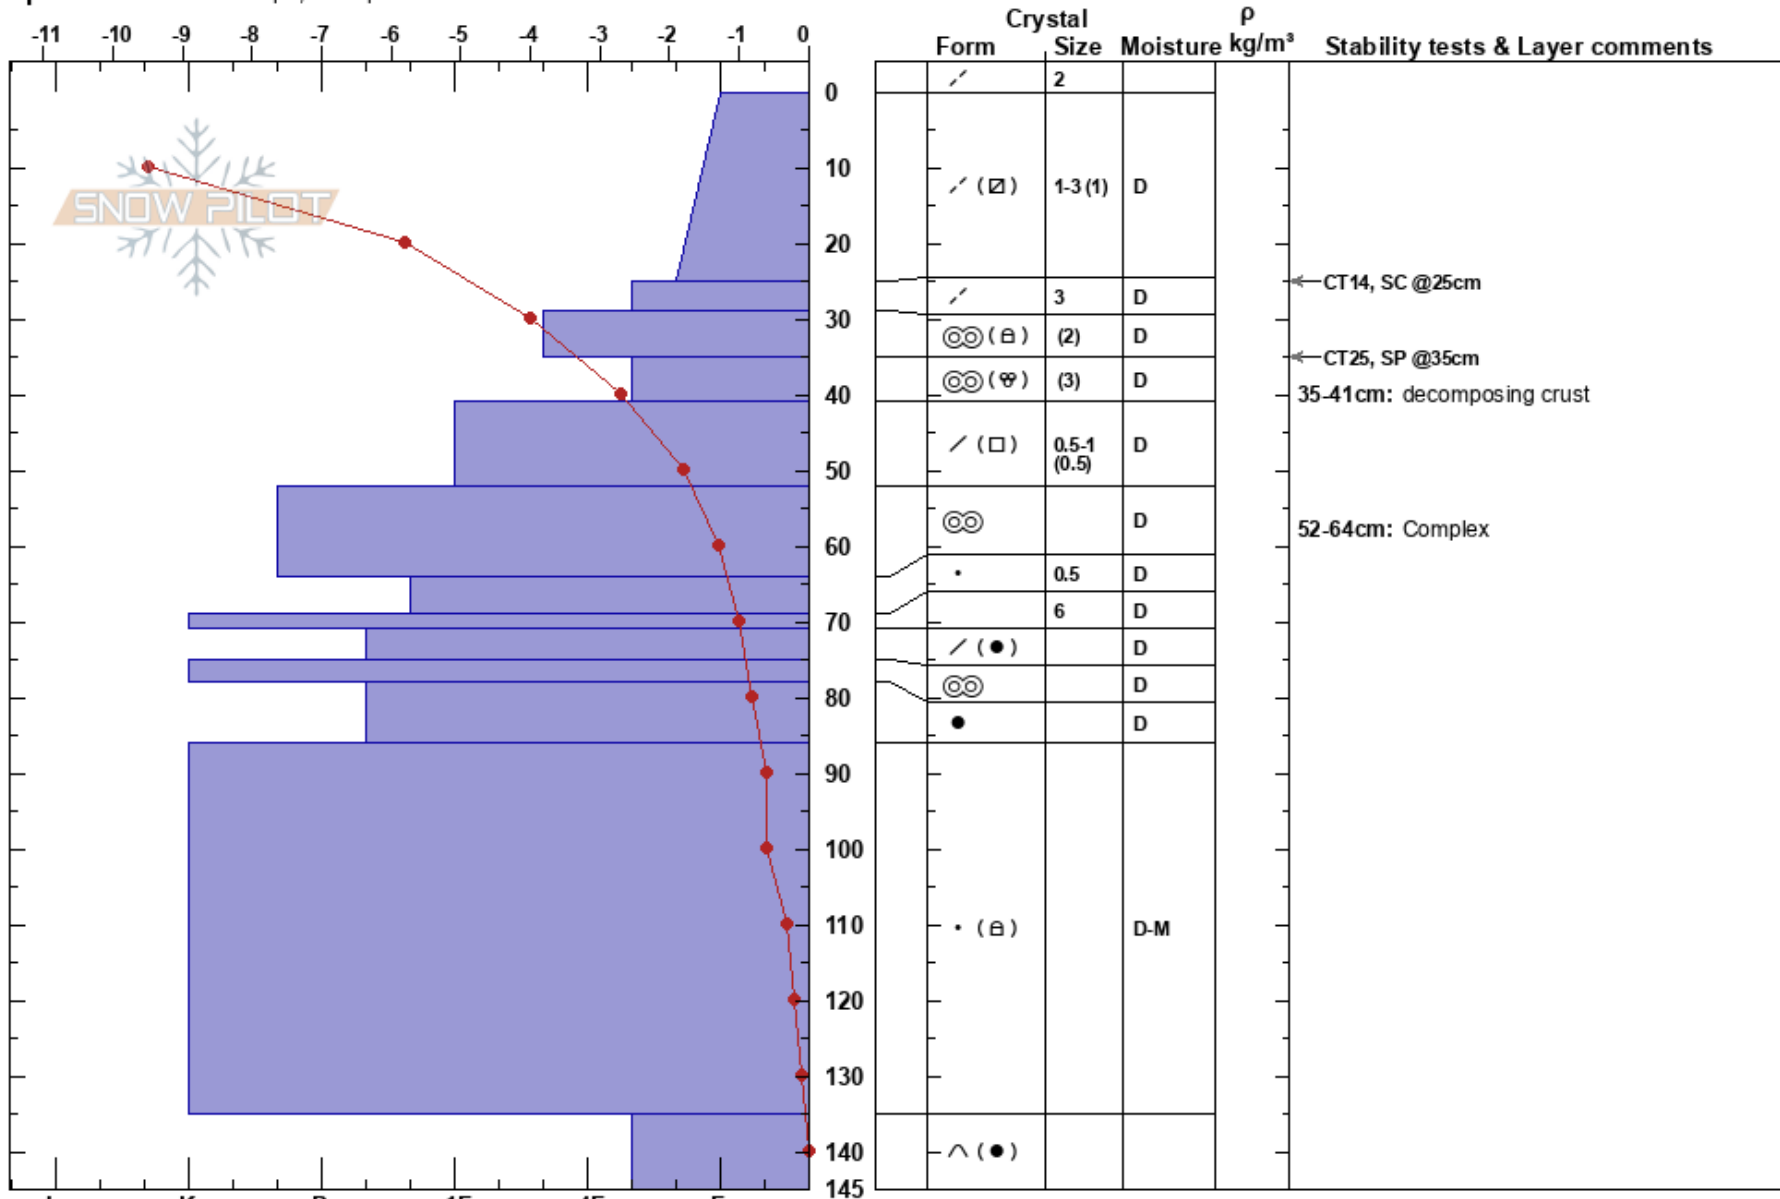 -11 -10 -9 -8 -7 -6 -5 -4 -3 -2 -1 0
Crystal
ρ
Form Size Moisture kg/m³ Stability tests & Layer comments
SNOW PILOT
0
10
20
30
40
50
60
70
80
90
100
110
120
130
140
145
2
1-3 (1) D
CT14, SC @25cm
3 D
(2) D
CT25, SP @35cm
(3) D
35-41cm: decomposing crust
0.5-1 D
(0.5)
D
52-64cm: Complex
0.5 D
6 D
D
D
D
D-M